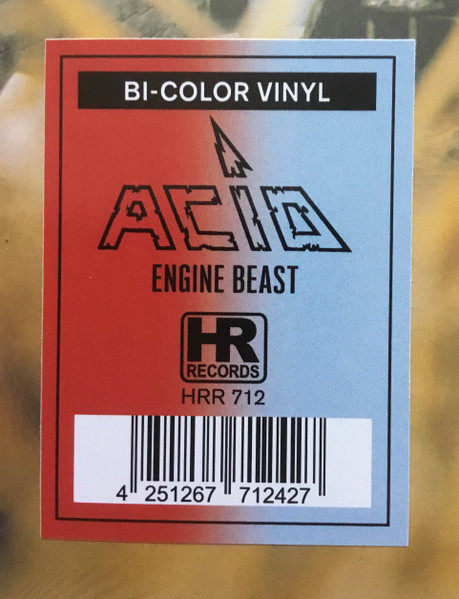 BI-COLOR VINYL
ACID
ENGINE BEAST
HR
RECORDS
HRR 712
4 251267 712427